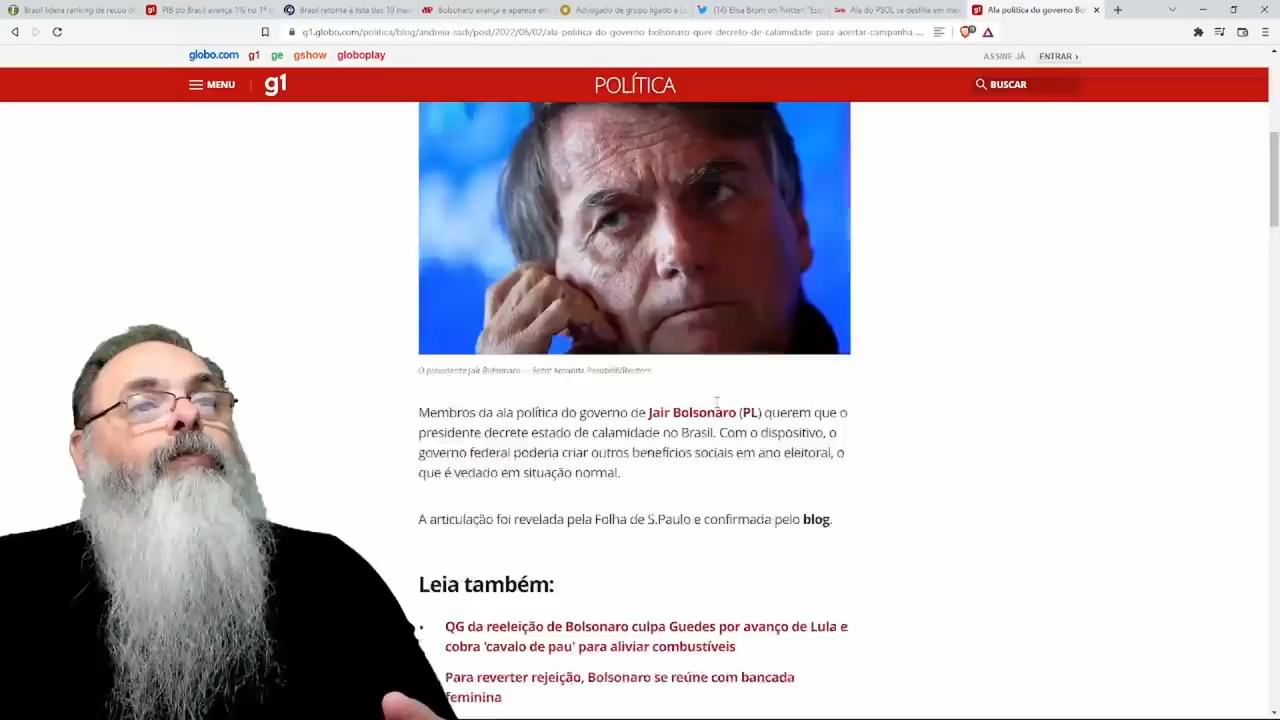 Brasil lidera ranking de recuo d
PIB do Brasil avança 1% no 1º
Brasil retorna à lista das 10 mai
Bolsonaro avança e aparece em
Advogado de grupo ligado a L
(14) Elisa Brom on Twitter: "Esq
Ala do PSOL se desfilia em me
Ala política do governo Bol
g1.globo.com/politica/blog/andreia-sadi/post/2022/06/02/ala-politica-do-governo-bolsonaro-quer-decreto-de-calamidade-para-acertar-campanha ...
globo.com g1 ge gshow globoplay
ASSINE JÁ ENTRAR ›
MENU g1 POLÍTICA BUSCAR
O presidente Jair Bolsonaro — Foto: Amanda Perobelli/Reuters
Membros da ala política do governo de Jair Bolsonaro (PL) querem que o
presidente decrete estado de calamidade no Brasil. Com o dispositivo, o
governo federal poderia criar outros benefícios sociais em ano eleitoral, o
que é vedado em situação normal.
A articulação foi revelada pela Folha de S.Paulo e confirmada pelo blog.
Leia também:
QG da reeleição de Bolsonaro culpa Guedes por avanço de Lula e
cobra 'cavalo de pau' para aliviar combustíveis
Para reverter rejeição, Bolsonaro se reúne com bancada
feminina